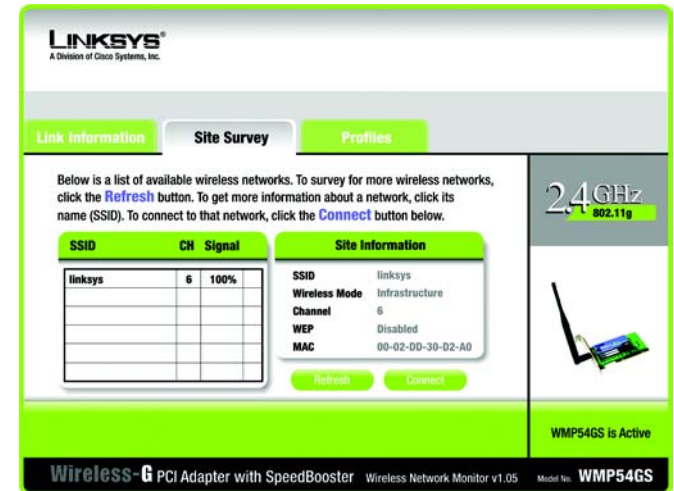 LINKSYS®
A Division of Cisco Systems, Inc.
Link Information Site Survey Profiles
Below is a list of available wireless networks. To survey for more wireless networks,
click the Refresh button. To get more information about a network, click its
name (SSID). To connect to that network, click the Connect button below.
2.4GHz
802.11g
SSID CH Signal
linksys 6 100%
Site Information
SSID linksys
Wireless Mode Infrastructure
Channel 6
WEP Disabled
MAC 00-02-DD-30-D2-A0
Refresh Connect
WMP54GS is Active
Wireless-G PCI Adapter with SpeedBooster Wireless Network Monitor v1.05 Model No. WMP54GS